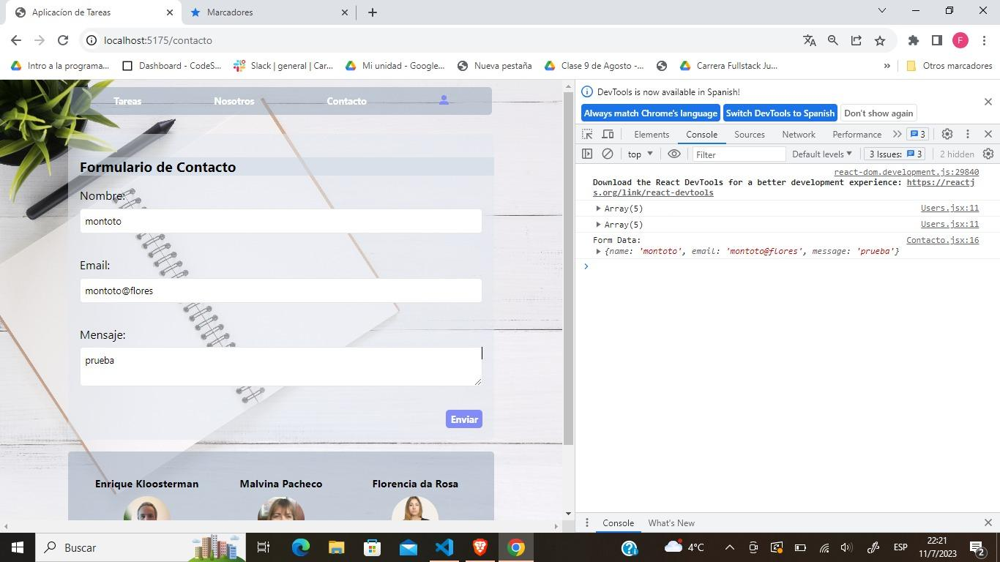 Aplicacíon de Tareas
Marcadores
localhost:5175/contacto
F
Intro a la programa...
Dashboard - CodeS...
Slack | general | Car...
Mi unidad - Google...
Nueva pestaña
Clase 9 de Agosto -...
Carrera Fullstack Ju...
»
Otros marcadores
Tareas
Nosotros
Contacto
Formulario de Contacto
Nombre:
montoto
Email:
montoto@flores
Mensaje:
prueba
Enviar
Enrique Kloosterman
Malvina Pacheco
Florencia da Rosa
DevTools is now available in Spanish!
Always match Chrome's language
Switch DevTools to Spanish
Don't show again
Elements
Console
Sources
Network
Performance
»
3
top
Filter
Default levels
3 Issues: 3
2 hidden
react-dom.development.js:29840
Download the React DevTools for a better development experience: https://reactj
s.org/link/react-devtools
Array(5) Users.jsx:11
Array(5) Users.jsx:11
Form Data: Contacto.jsx:16
{name: 'montoto', email: 'montoto@flores', message: 'prueba'}
Console
What's New
Buscar
4°C
ESP
22:21
11/7/2023
2